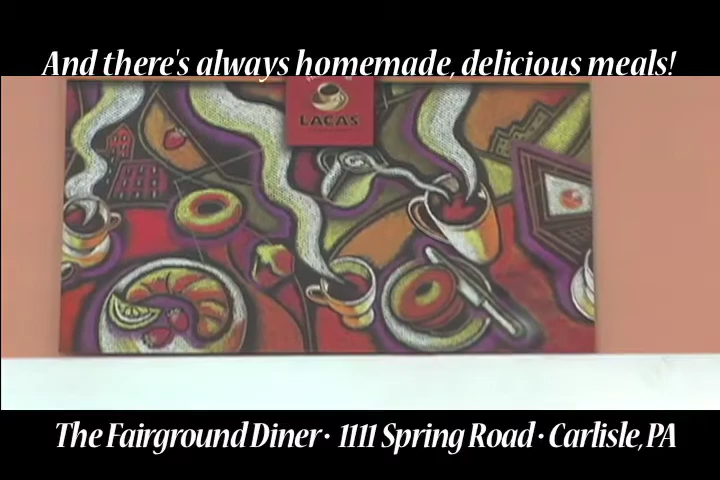 And there's always homemade, delicious meals!
LACAS
The Fairground Diner · 1111 Spring Road · Carlisle, PA